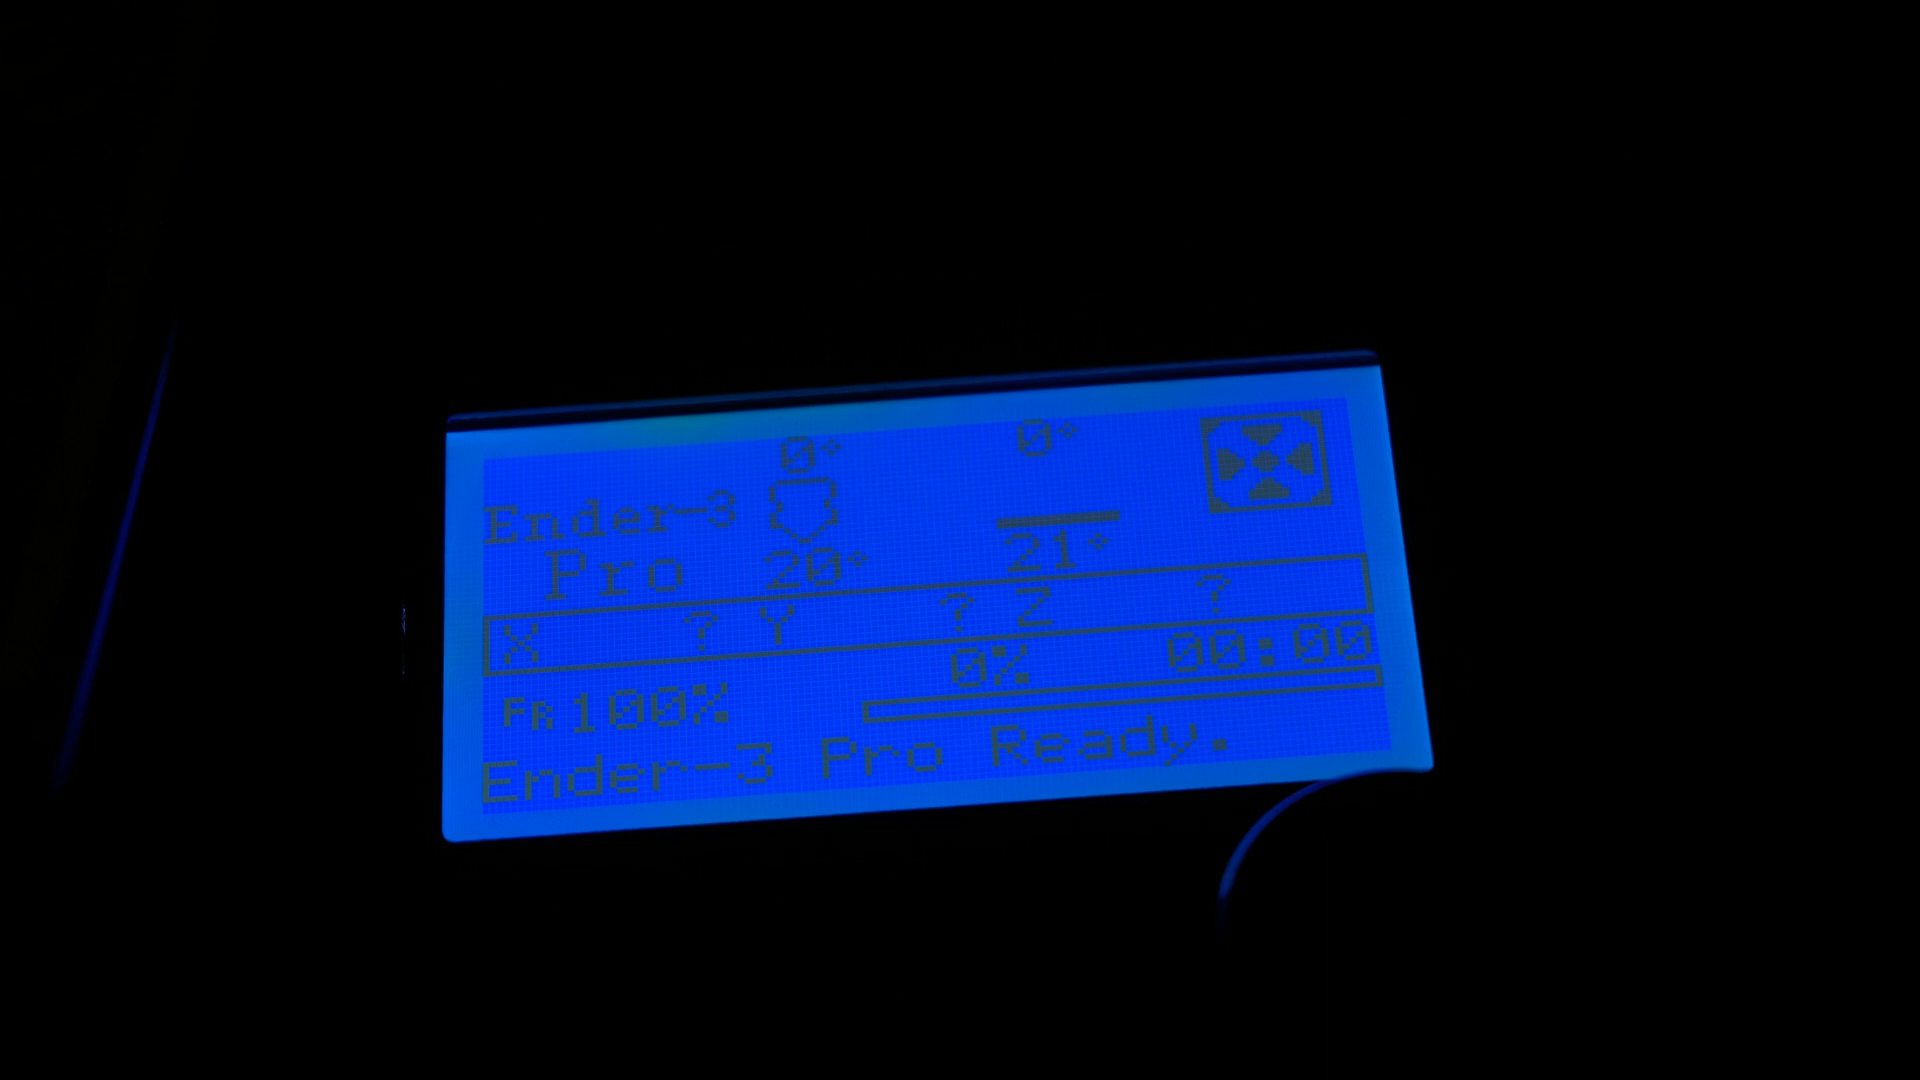 0° 0°
Ender-3
Pro 20° 21°
X ? Y ? Z ?
FR 100% 0% 00:00
Ender-3 Pro Ready.